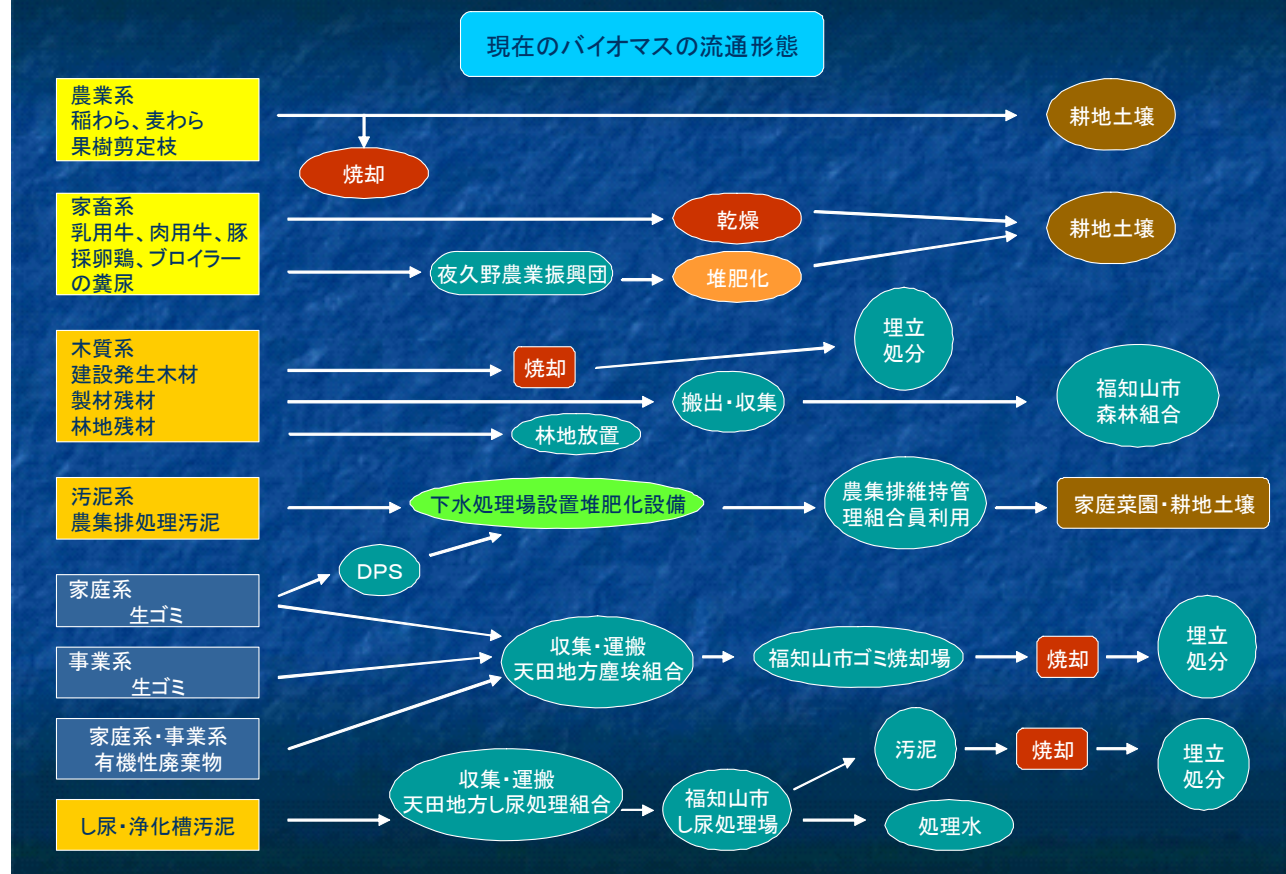 現在のバイオマスの流通形態
農業系
稲わら、麦わら
果樹剪定枝
焼却
耕地土壌
家畜系
乳用牛、肉用牛、豚
採卵鶏、ブロイラー
の糞尿
乾燥
夜久野農業振興団
堆肥化
耕地土壌
木質系
建設発生木材
製材残材
林地残材
焼却
埋立
処分
搬出・収集
福知山市
森林組合
林地放置
汚泥系
農集排処理汚泥
下水処理場設置堆肥化設備
農集排維持管
理組合員利用
家庭菜園・耕地土壌
DPS
家庭系
生ゴミ
事業系
生ゴミ
収集・運搬
天田地方塵埃組合
福知山市ゴミ焼却場
焼却
埋立
処分
家庭系・事業系
有機性廃棄物
し尿・浄化槽汚泥
収集・運搬
天田地方し尿処理組合
福知山市
し尿処理場
汚泥
焼却
埋立
処分
処理水